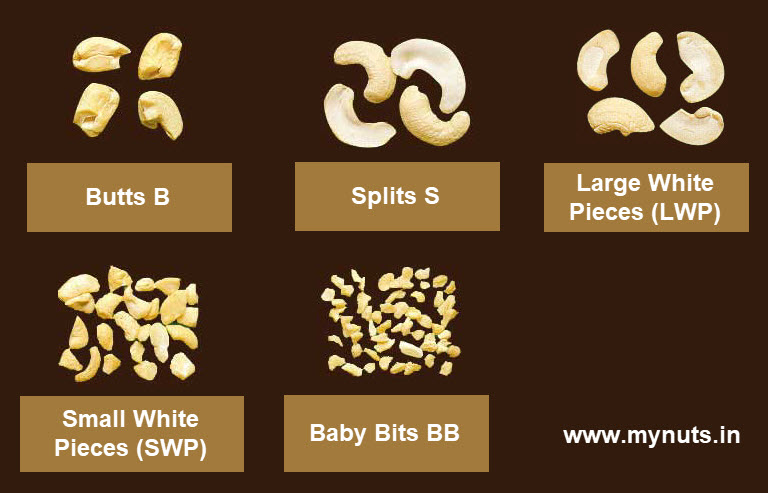 Butts B
Splits S
Large White
Pieces (LWP)
Small White
Pieces (SWP)
Baby Bits BB
www.mynuts.in